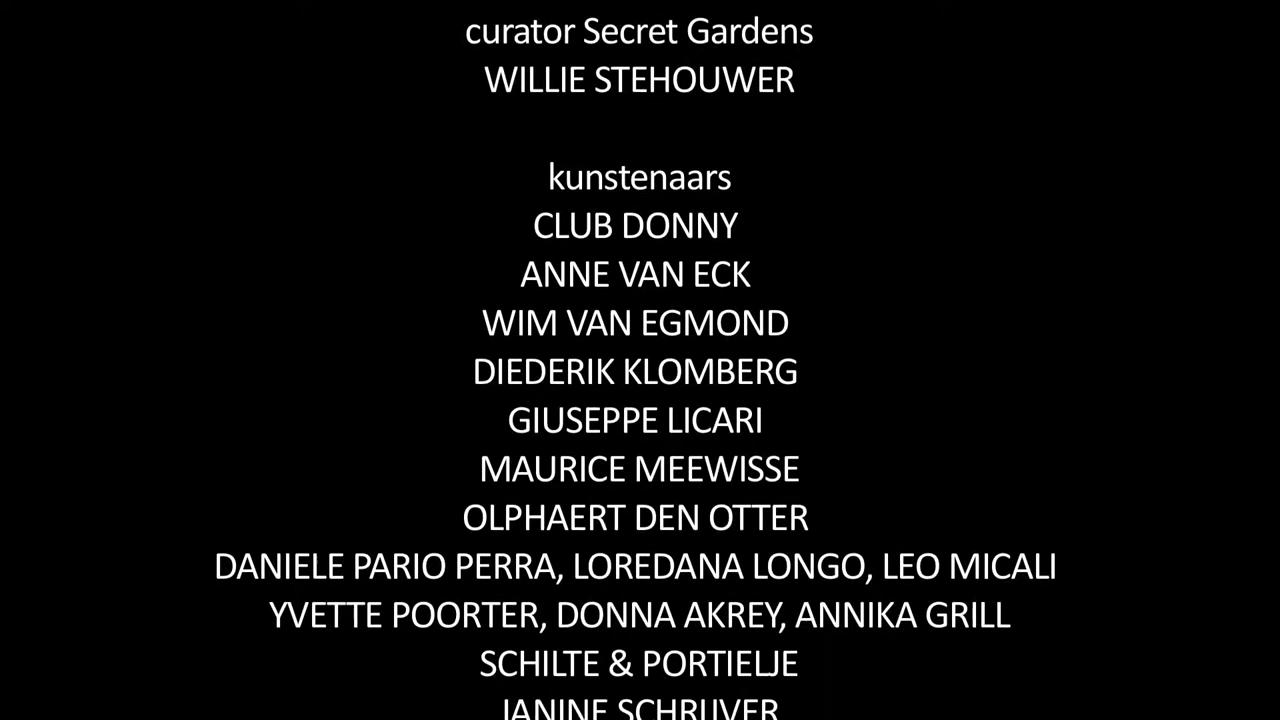 curator Secret Gardens
WILLIE STEHOUWER
kunstenaars
CLUB DONNY
ANNE VAN ECK
WIM VAN EGMOND
DIEDERIK KLOMBERG
GIUSEPPE LICARI
MAURICE MEEWISSE
OLPHAERT DEN OTTER
DANIELE PARIO PERRA, LOREDANA LONGO, LEO MICALI
YVETTE POORTER, DONNA AKREY, ANNIKA GRILL
SCHILTE & PORTIELJE
JANINE SCHRIJVER